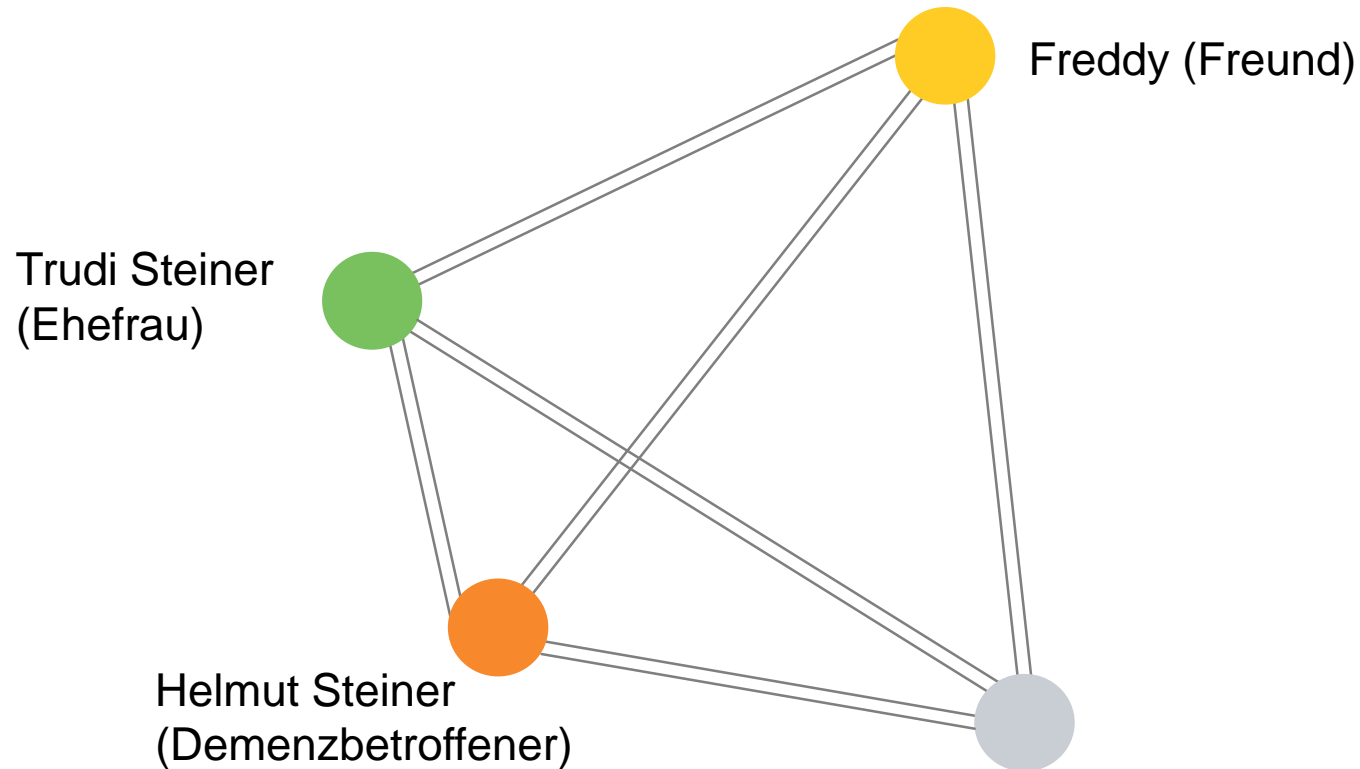 Freddy (Freund)
Trudi Steiner
(Ehefrau)
Helmut Steiner
(Demenzbetroffener)